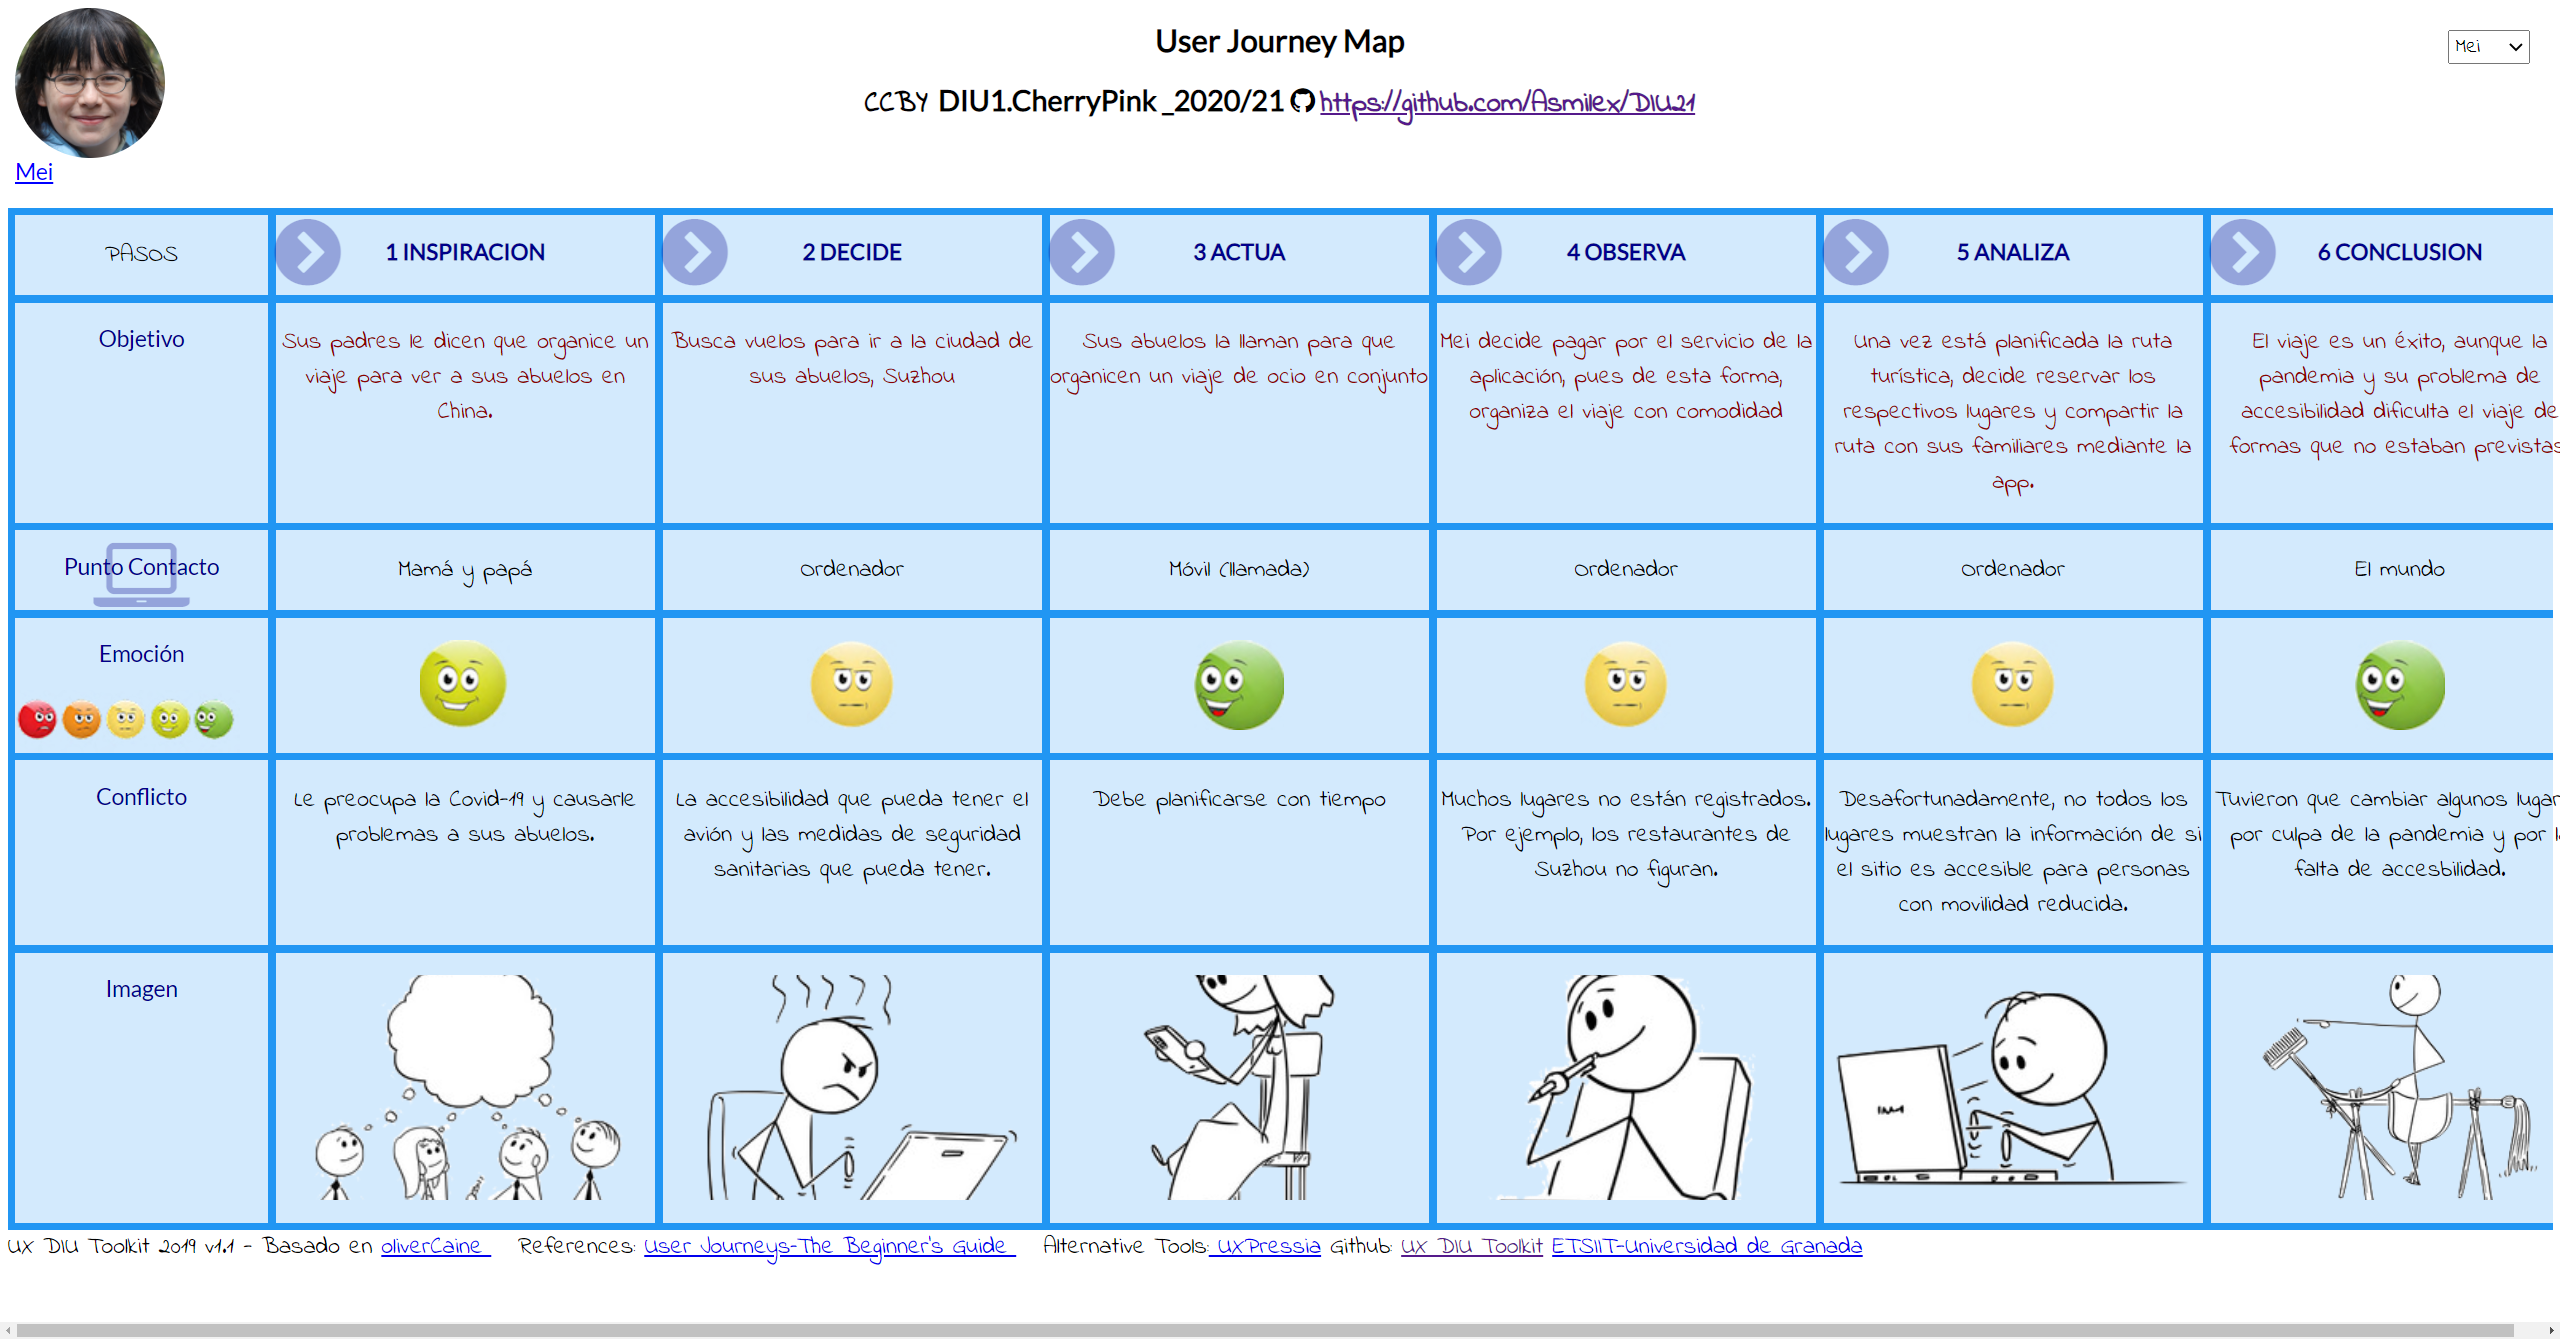 User Journey Map
Mei
CCBY DIU1.CherryPink _2020/21 https://github.com/Asmilex/DIU21
Mei
PASOS
1 INSPIRACION
2 DECIDE
3 ACTUA
4 OBSERVA
5 ANALIZA
6 CONCLUSION
Objetivo
Sus padres le dicen que organice un
viaje para ver a sus abuelos en
China.
Busca vuelos para ir a la ciudad de
sus abuelos, Suzhou
Sus abuelos la llaman para que
organicen un viaje de ocio en conjunto
Mei decide pagar por el servicio de la
aplicación, pues de esta forma,
organiza el viaje con comodidad
Una vez está planificada la ruta
turística, decide reservar los
respectivos lugares y compartir la
ruta con sus familiares mediante la
app.
El viaje es un éxito, aunque la
pandemia y su problema de
accesibilidad dificulta el viaje de
formas que no estaban previstas
Punto Contacto
Mamá y papá
Ordenador
Móvil (llamada)
Ordenador
Ordenador
El mundo
Emoción
Conflicto
Le preocupa la Covid-19 y causarle
problemas a sus abuelos.
La accesibilidad que pueda tener el
avión y las medidas de seguridad
sanitarias que pueda tener.
Debe planificarse con tiempo
Muchos lugares no están registrados.
Por ejemplo, los restaurantes de
Suzhou no figuran.
Desafortunadamente, no todos los
lugares muestran la información de si
el sitio es accesible para personas
con movilidad reducida.
Tuvieron que cambiar algunos lugar
por culpa de la pandemia y por l
falta de accesbilidad.
Imagen
UX DIU Toolkit 2019 v1.1 - Basado en oliverCaine References: User Journeys-The Beginner's Guide Alternative Tools: UXPressia Github: UX DIU Toolkit ETSIIT-Universidad de Granada